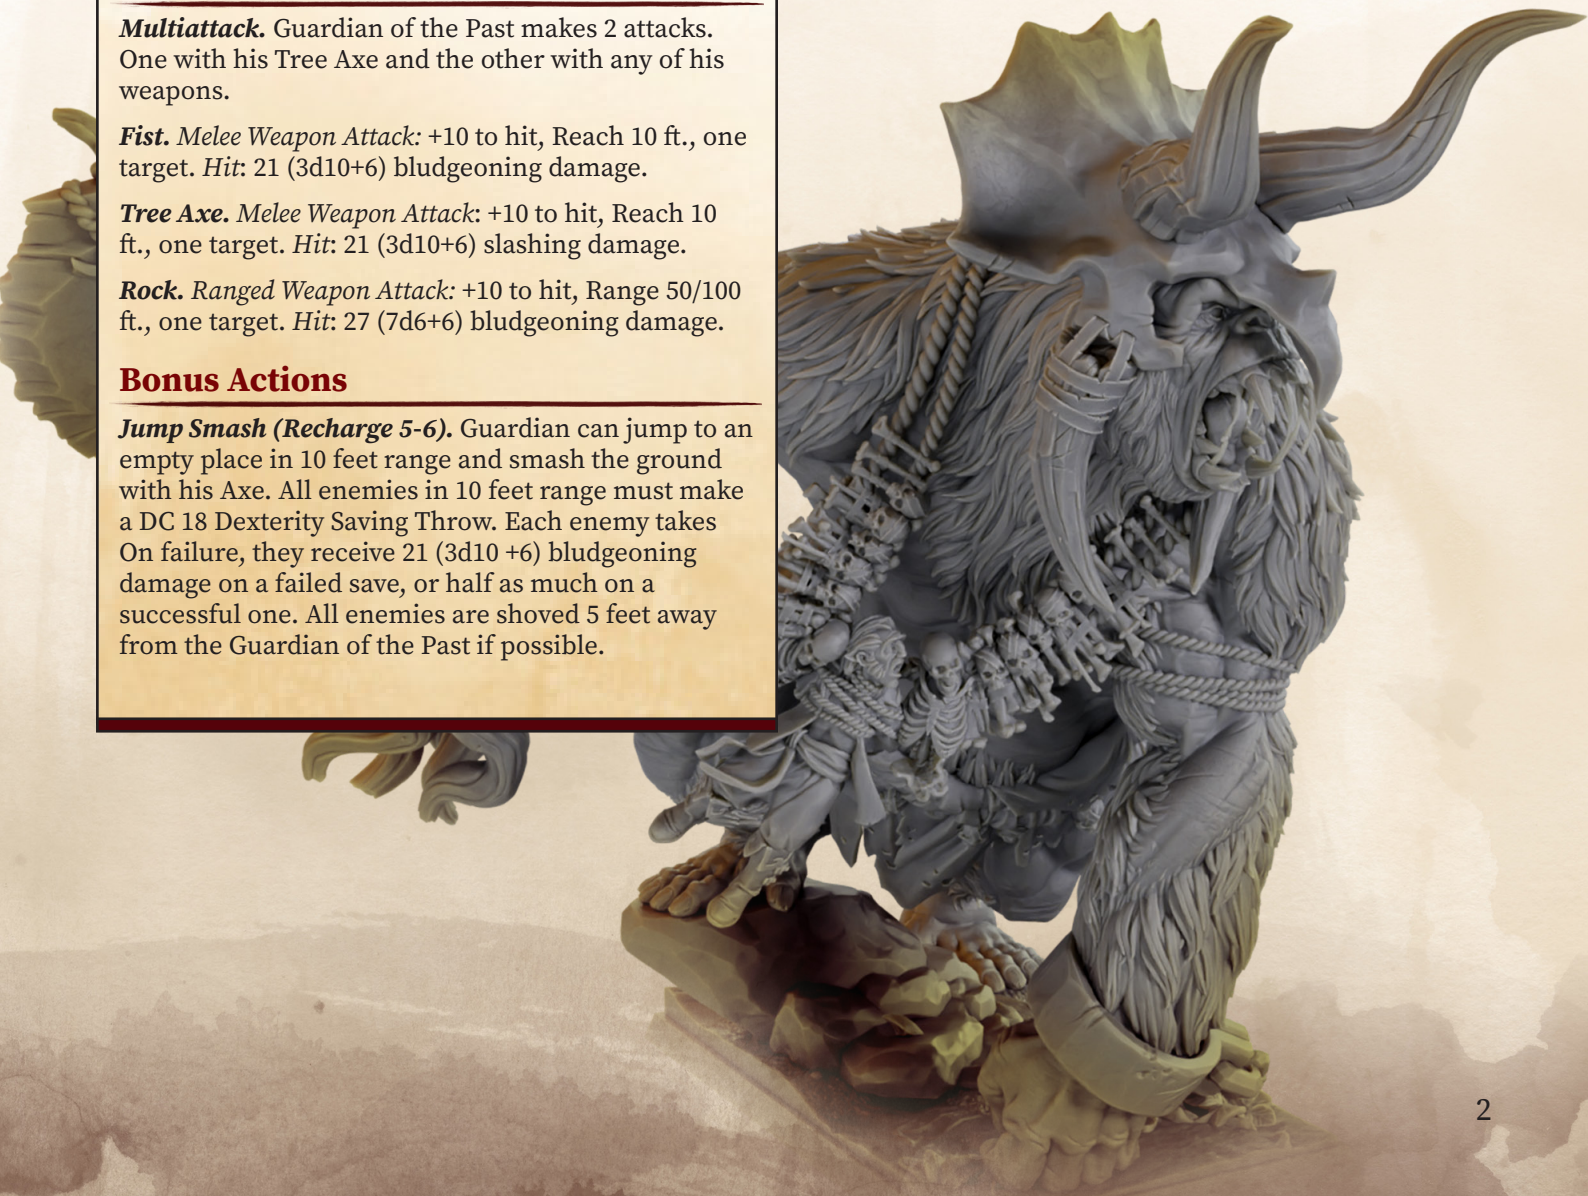 Multiattack. Guardian of the Past makes 2 attacks.
One with his Tree Axe and the other with any of his
weapons.
Fist. Melee Weapon Attack: +10 to hit, Reach 10 ft., one
target. Hit: 21 (3d10+6) bludgeoning damage.
Tree Axe. Melee Weapon Attack: +10 to hit, Reach 10
ft., one target. Hit: 21 (3d10+6) slashing damage.
Rock. Ranged Weapon Attack: +10 to hit, Range 50/100
ft., one target. Hit: 27 (7d6+6) bludgeoning damage.
Bonus Actions
Jump Smash (Recharge 5-6). Guardian can jump to an
empty place in 10 feet range and smash the ground
with his Axe. All enemies in 10 feet range must make
a DC 18 Dexterity Saving Throw. Each enemy takes
On failure, they receive 21 (3d10 +6) bludgeoning
damage on a failed save, or half as much on a
successful one. All enemies are shoved 5 feet away
from the Guardian of the Past if possible.
2